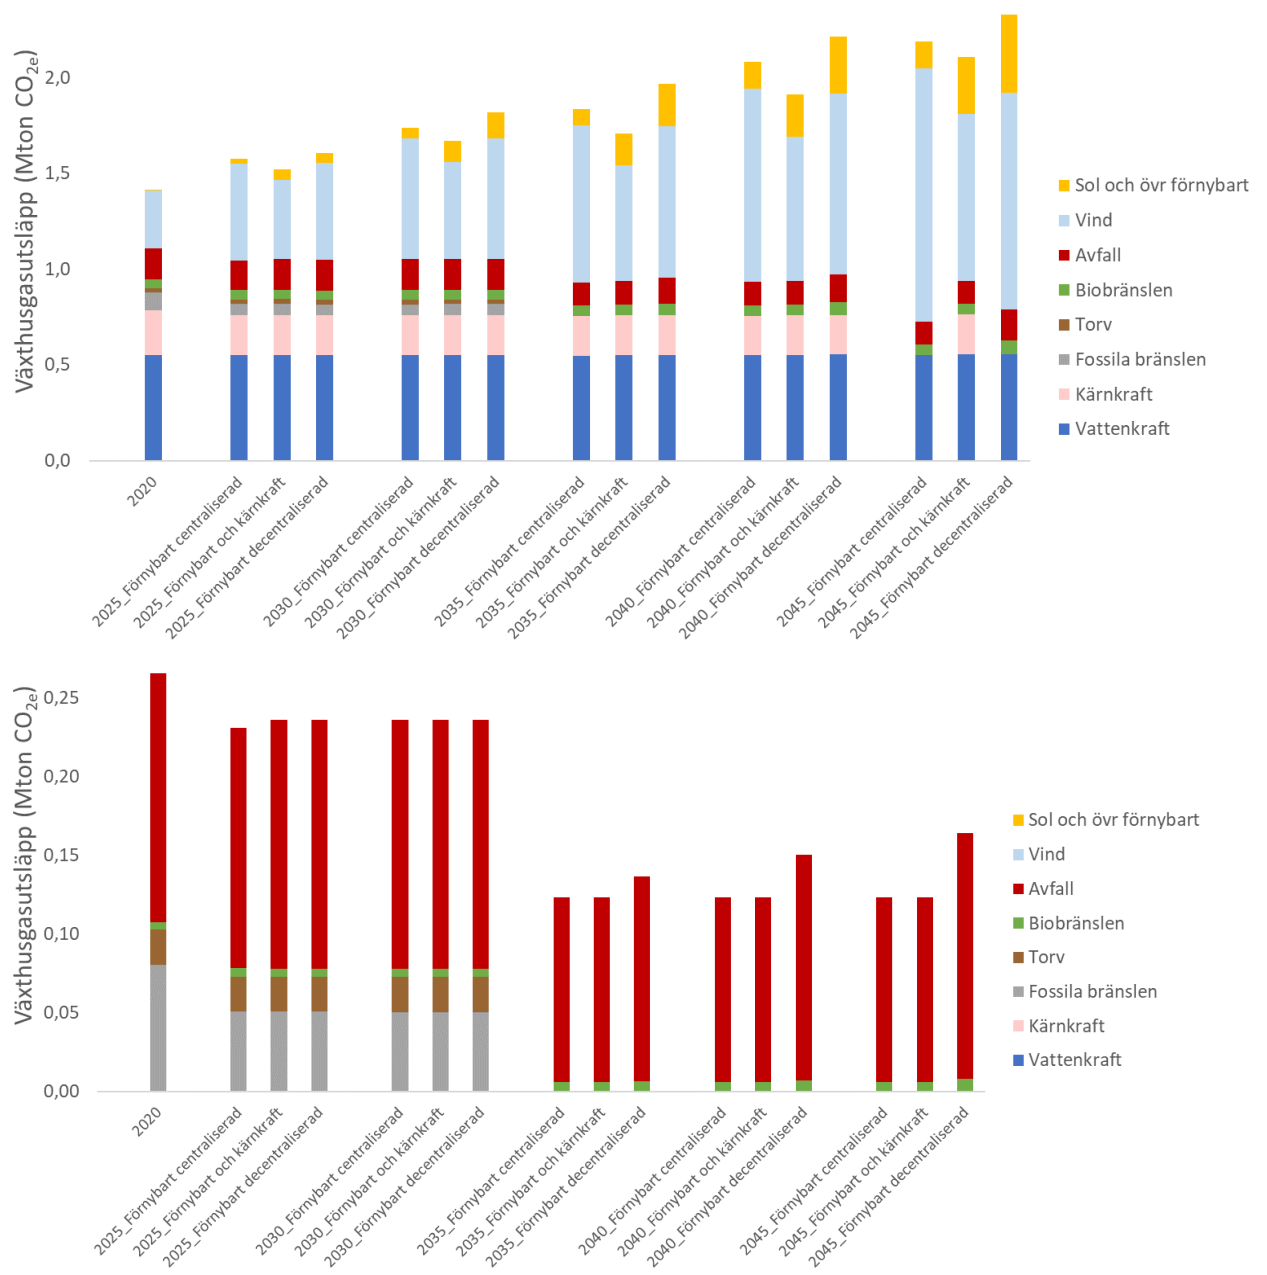 Växthusgasutsläpp (Mton CO2e)
2,0
1,5
1,0
0,5
0,0
2020
2025_Förnybart centraliserad
2025_Förnybart och kärnkraft
2025_Förnybart decentraliserad
2030_Förnybart centraliserad
2030_Förnybart och kärnkraft
2030_Förnybart decentraliserad
2035_Förnybart centraliserad
2035_Förnybart och kärnkraft
2035_Förnybart decentraliserad
2040_Förnybart centraliserad
2040_Förnybart och kärnkraft
2040_Förnybart decentraliserad
2045_Förnybart centraliserad
2045_Förnybart och kärnkraft
2045_Förnybart decentraliserad
Sol och övr förnybart
Vind
Avfall
Biobränslen
Torv
Fossila bränslen
Kärnkraft
Vattenkraft
Växthusgasutsläpp (Mton CO2e)
0,25
0,20
0,15
0,10
0,05
0,00
2020
2025_Förnybart centraliserad
2025_Förnybart och kärnkraft
2025_Förnybart decentraliserad
2030_Förnybart centraliserad
2030_Förnybart och kärnkraft
2030_Förnybart decentraliserad
2035_Förnybart centraliserad
2035_Förnybart och kärnkraft
2035_Förnybart decentraliserad
2040_Förnybart centraliserad
2040_Förnybart och kärnkraft
2040_Förnybart decentraliserad
2045_Förnybart centraliserad
2045_Förnybart och kärnkraft
2045_Förnybart decentraliserad
Sol och övr förnybart
Vind
Avfall
Biobränslen
Torv
Fossila bränslen
Kärnkraft
Vattenkraft